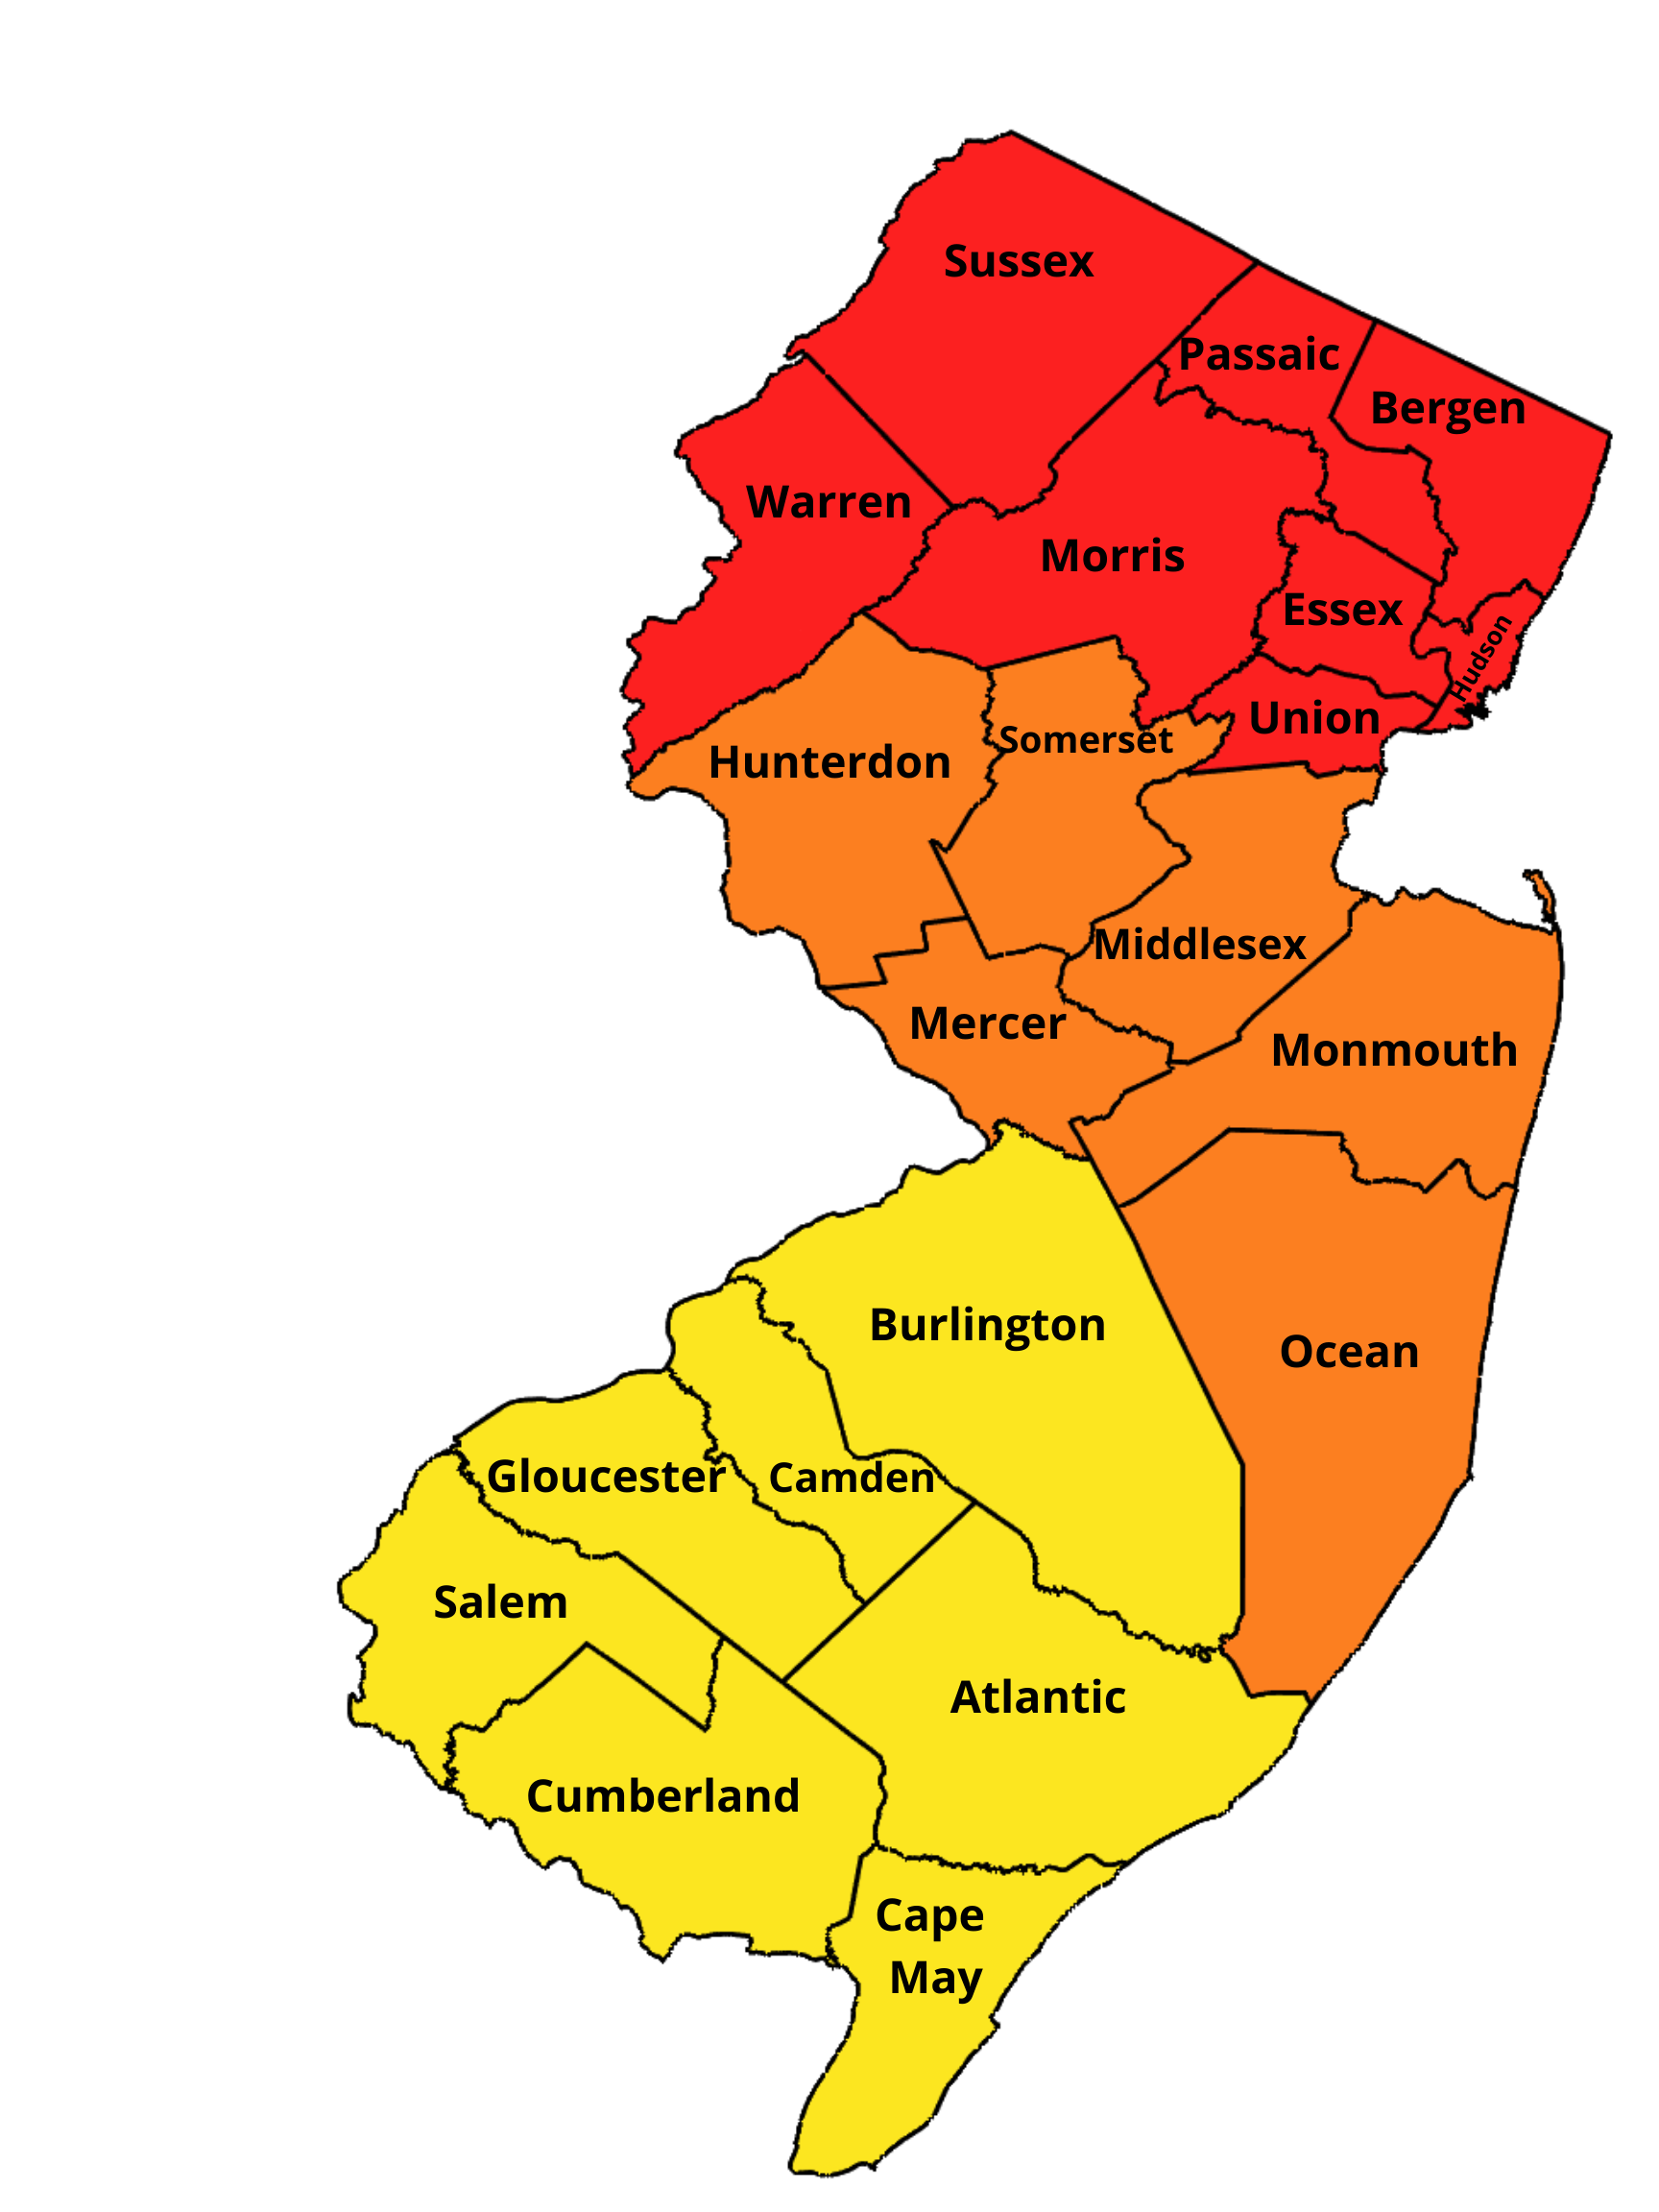 Sussex
Passaic
Bergen
Warren
Morris
Essex
Hudson
Union
Somerset
Hunterdon
Middlesex
Mercer
Monmouth
Burlington
Ocean
Gloucester
Camden
Salem
Atlantic
Cumberland
Cape
May